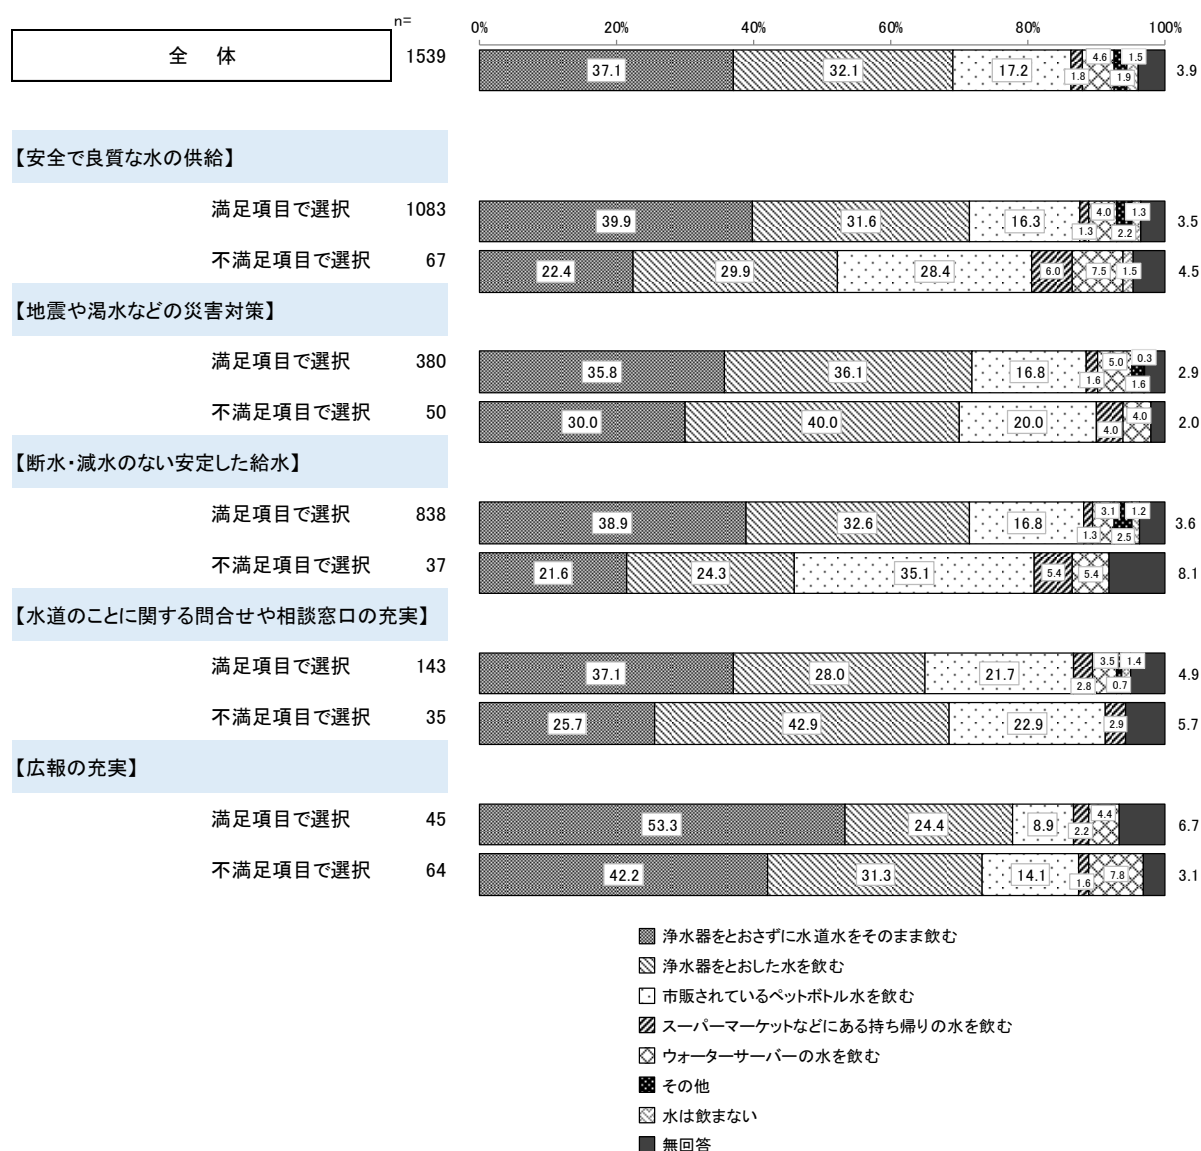 n=
0% 20% 40% 60% 80% 100%
全 体 1539 37.1 32.1 17.2 1.8 4.6 1.9 1.5 3.9
【安全で良質な水の供給】
満足項目で選択 1083 39.9 31.6 16.3 1.3 4.0 2.2 1.3 3.5
不満足項目で選択 67 22.4 29.9 28.4 6.0 7.5 1.5 4.5
【地震や渇水などの災害対策】
満足項目で選択 380 35.8 36.1 16.8 1.6 5.0 1.6 0.3 2.9
不満足項目で選択 50 30.0 40.0 20.0 4.0 4.0 2.0
【断水・減水のない安定した給水】
満足項目で選択 838 38.9 32.6 16.8 1.3 3.1 2.5 1.2 3.6
不満足項目で選択 37 21.6 24.3 35.1 5.4 5.4 8.1
【水道のことに関する問合せや相談窓口の充実】
満足項目で選択 143 37.1 28.0 21.7 2.8 3.5 0.7 1.4 4.9
不満足項目で選択 35 25.7 42.9 22.9 2.9 5.7
【広報の充実】
満足項目で選択 45 53.3 24.4 8.9 2.2 4.4 6.7
不満足項目で選択 64 42.2 31.3 14.1 1.6 7.8 3.1
浄水器をとおさずに水道水をそのまま飲む
浄水器をとおした水を飲む
市販されているペットボトル水を飲む
スーパーマーケットなどにある持ち帰りの水を飲む
ウォーターサーバーの水を飲む
その他
水は飲まない
無回答